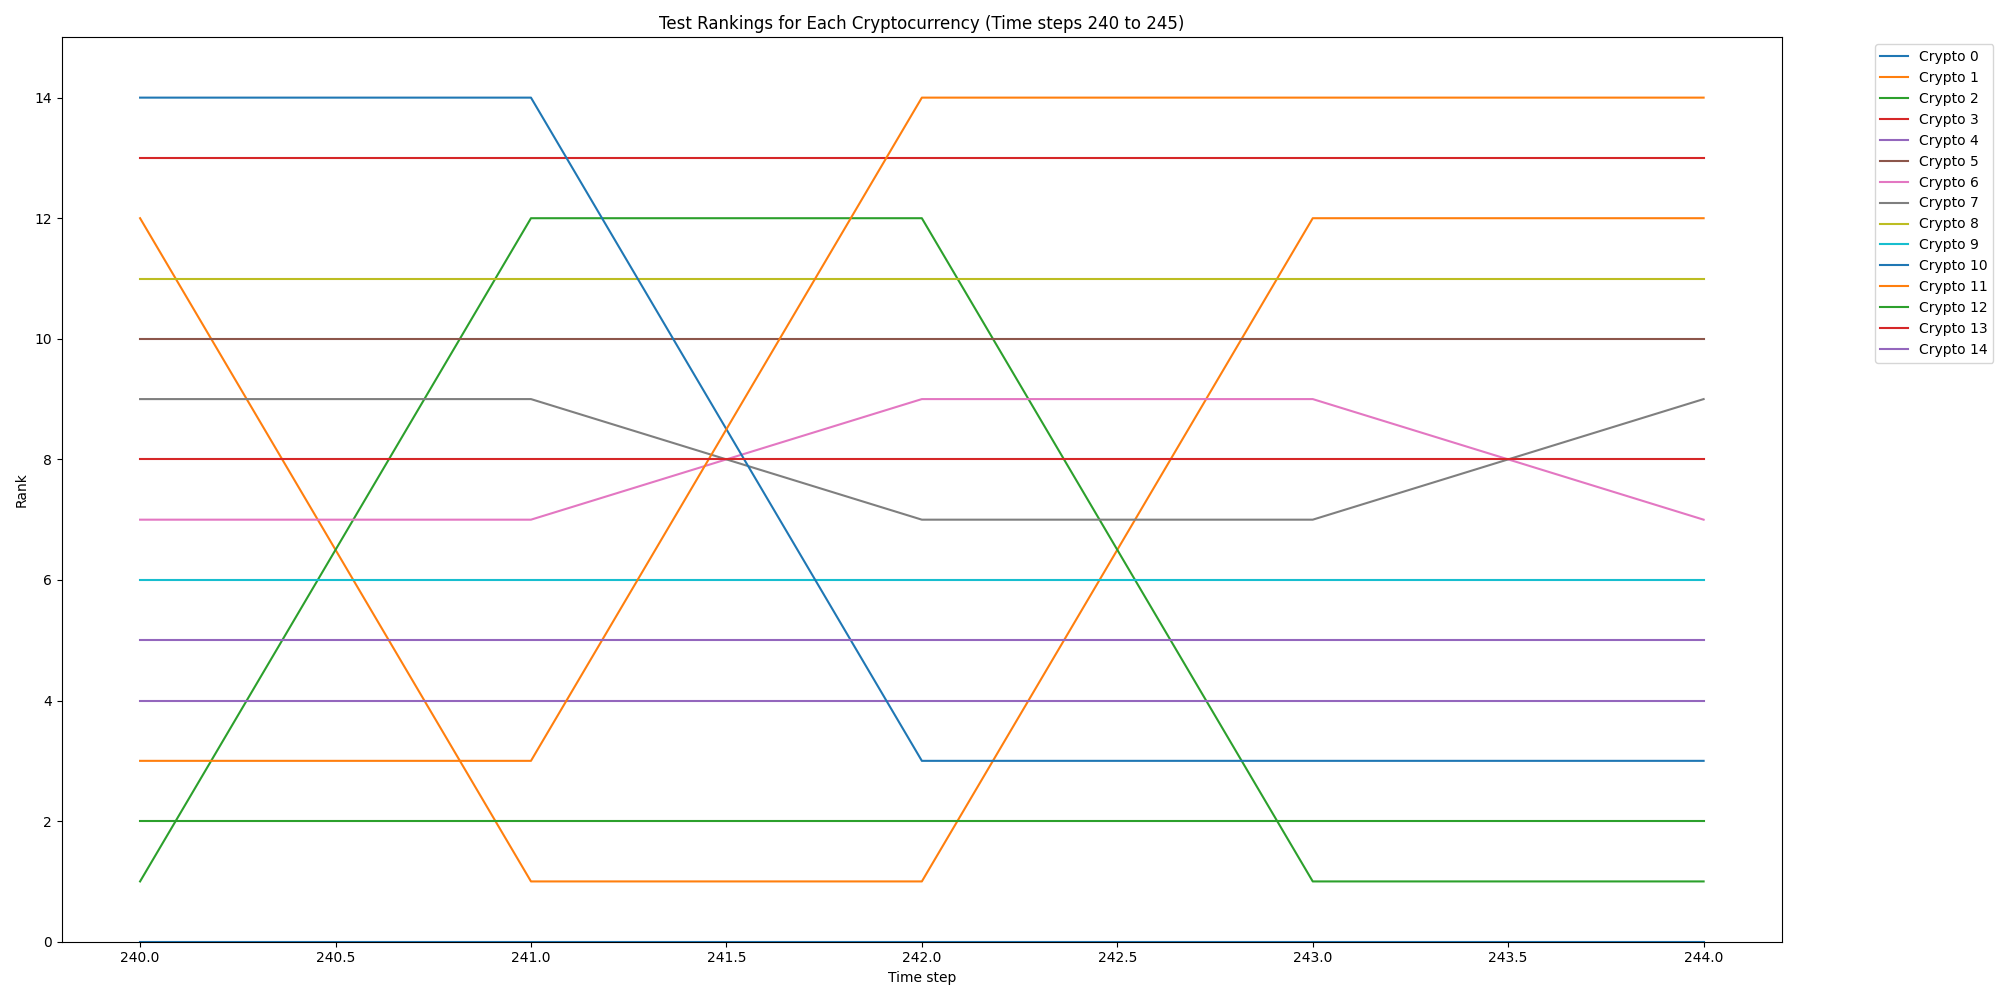 Test Rankings for Each Cryptocurrency (Time steps 240 to 245)
Crypto 0
Crypto 1
Crypto 2
Crypto 3
Crypto 4
Crypto 5
Crypto 6
Crypto 7
Crypto 8
Crypto 9
Crypto 10
Crypto 11
Crypto 12
Crypto 13
Crypto 14
Rank
14
12
10
8
6
4
2
0
240.0 240.5 241.0 241.5 242.0 242.5 243.0 243.5 244.0
Time step